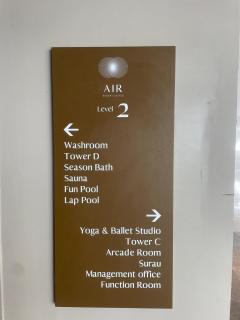 AIR
Level 2
←
Washroom
Tower D
Season Bath
Sauna
Fun Pool
Lap Pool
→
Yoga & Ballet Studio
Tower C
Arcade Room
Surau
Management office
Function Room